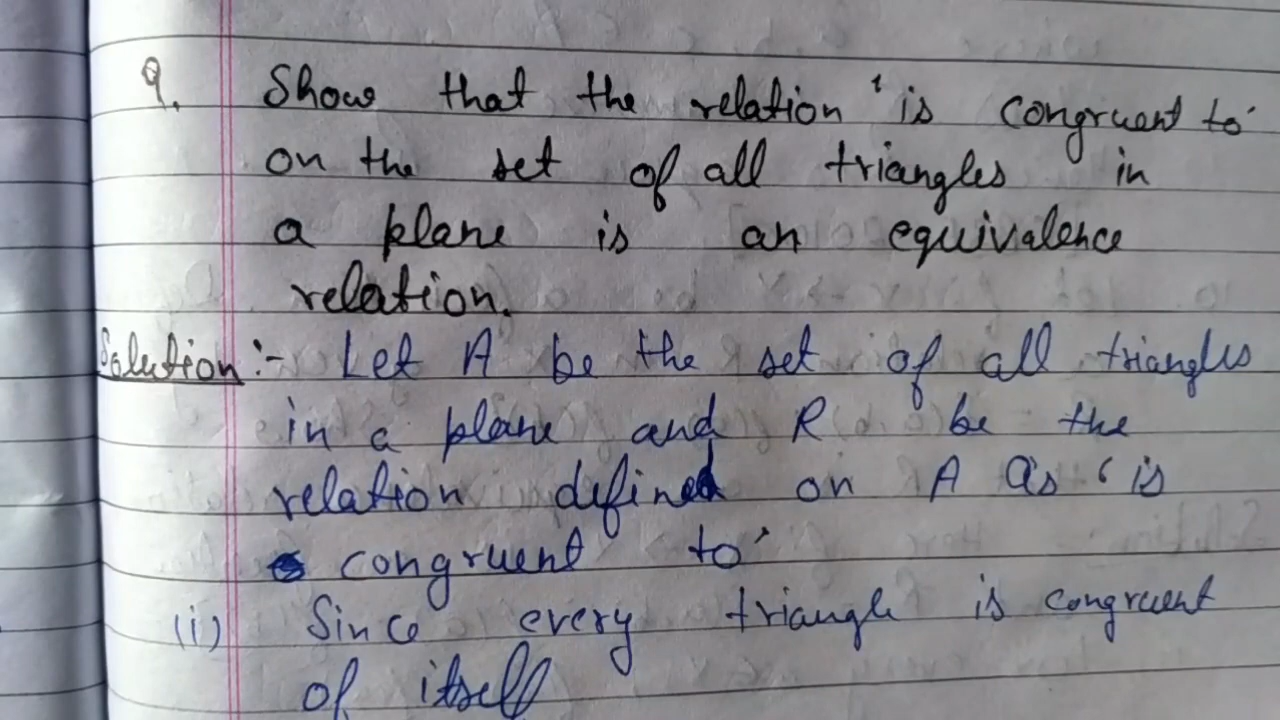 9. Show that the relation 'is congruent to'
on the set of all triangles in
a plane is an equivalence
relation.
Solution :- Let A be the set of all triangles
in a plane and R be the
relation defined on A as 'is
congruent to'
(i) Since every triangle is congruent
of itself